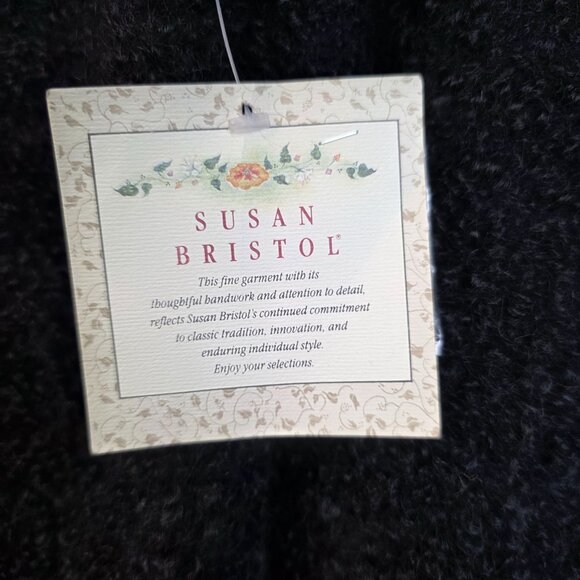 SUSAN
BRISTOL®
This fine garment with its
thoughtful handwork and attention to detail,
reflects Susan Bristol's continued commitment
to classic tradition, innovation, and
enduring individual style.
Enjoy your selections.